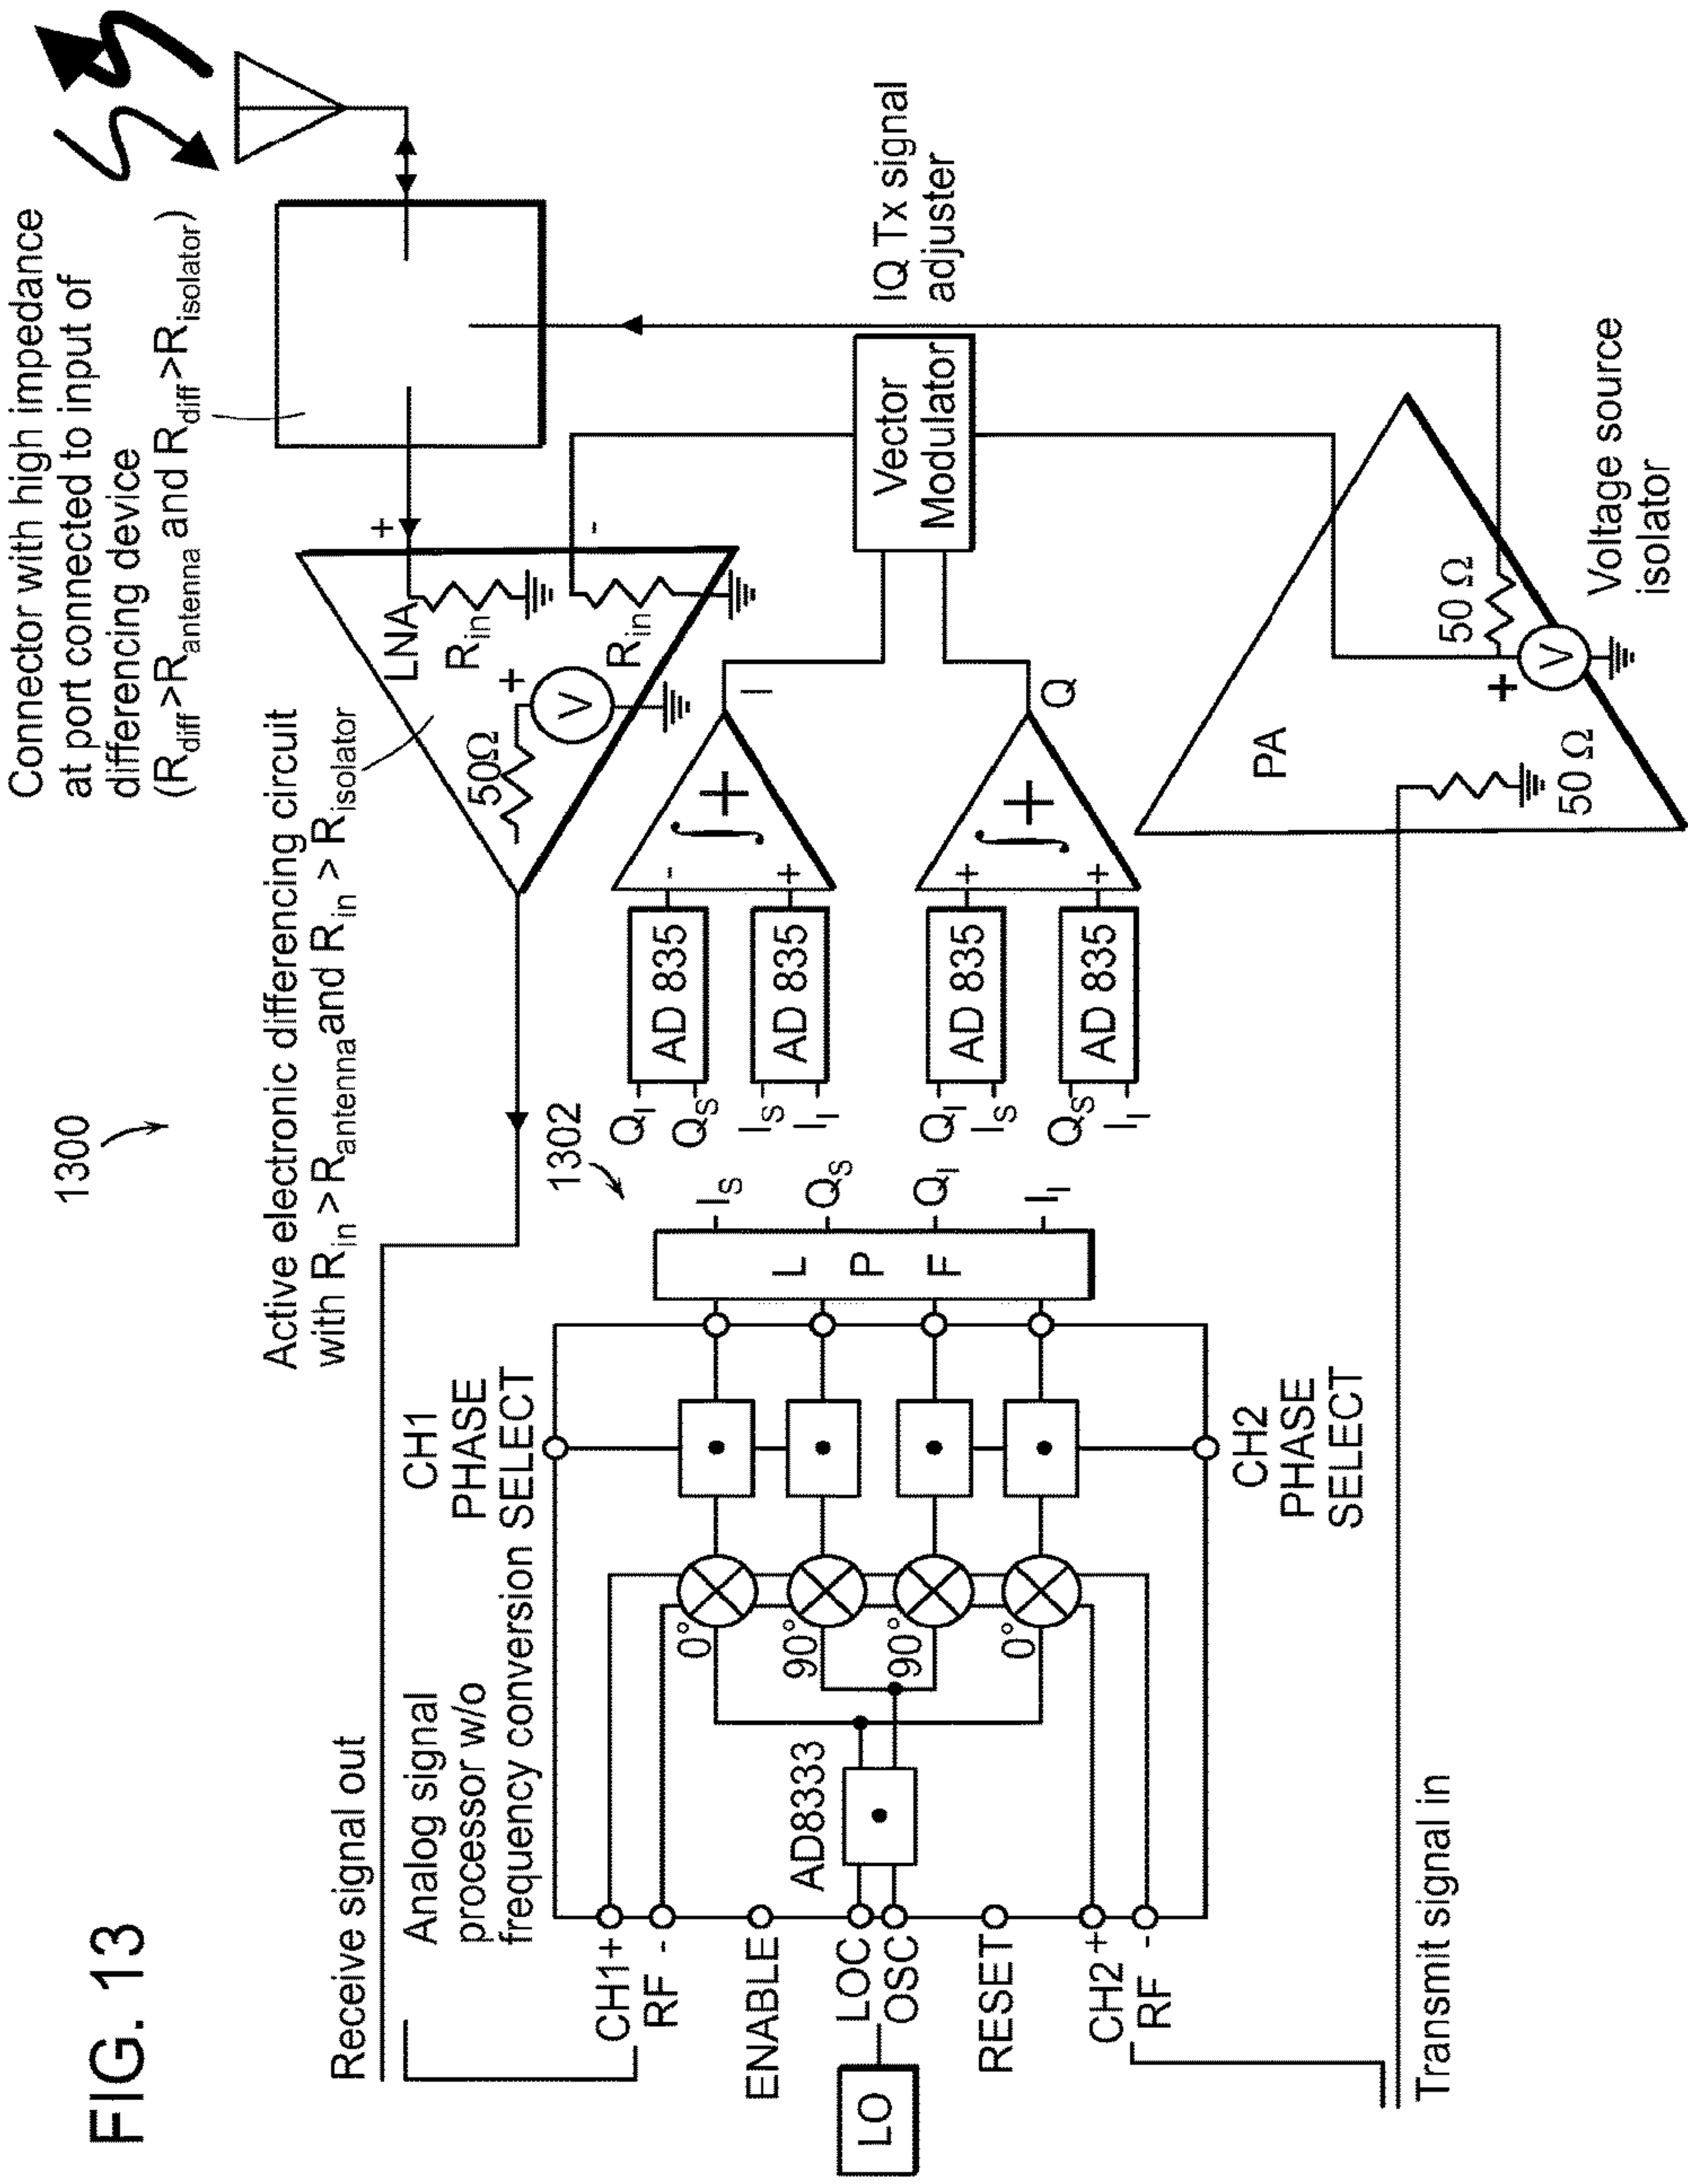 FIG. 13
1300
Connector with high impedance
at port connected to input of
differencing device
(Rdiff>Rantenna and Rdiff>Risolator)
Active electronic differencing circuit
with Rin>Rantenna and Rin > Risolator
Receive signal out
Analog signal
processor w/o
frequency conversion
CH1
PHASE
SELECT
LNA
+
-
Rin
Rin
50Ω
+
V
1302
CH1+
RF -
ENABLE
LOC
OSC
RESET
CH2 +
RF -
LO
AD8333
0°
90°
90°
0°
L
P
F
IS
QS
QI
II
CH2
PHASE
SELECT
QI
QS
AD 835
IS
II
AD 835
-
+
∫+
I
QI
IS
AD 835
QS
II
AD 835
+
+
∫+
Q
Vector
Modulator
IQ Tx signal
adjuster
PA
50 Ω
50 Ω
+
V
Voltage source
isolator
Transmit signal in